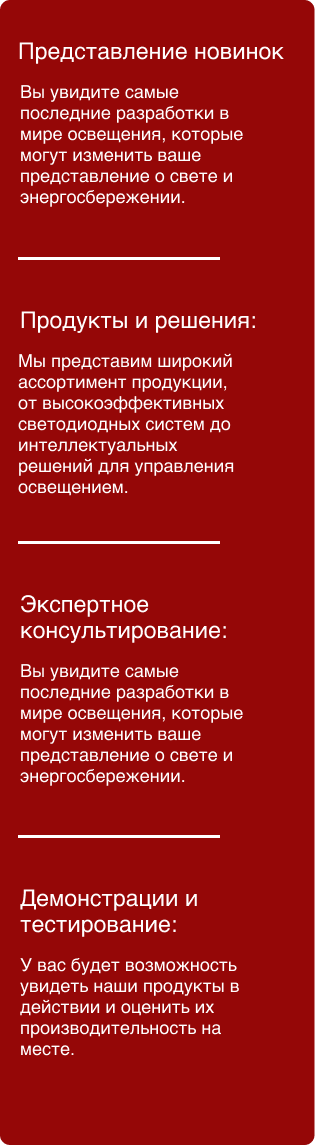 Представление новинок
Вы увидите самые
последние разработки в
мире освещения, которые
могут изменить ваше
представление о свете и
энергосбережении.
Продукты и решения:
Мы представим широкий
ассортимент продукции,
от высокоэффективных
светодиодных систем до
интеллектуальных
решений для управления
освещением.
Экспертное
консультирование:
Вы увидите самые
последние разработки в
мире освещения, которые
могут изменить ваше
представление о свете и
энергосбережении.
Демонстрации и
тестирование:
У вас будет возможность
увидеть наши продукты в
действии и оценить их
производительность на
месте.